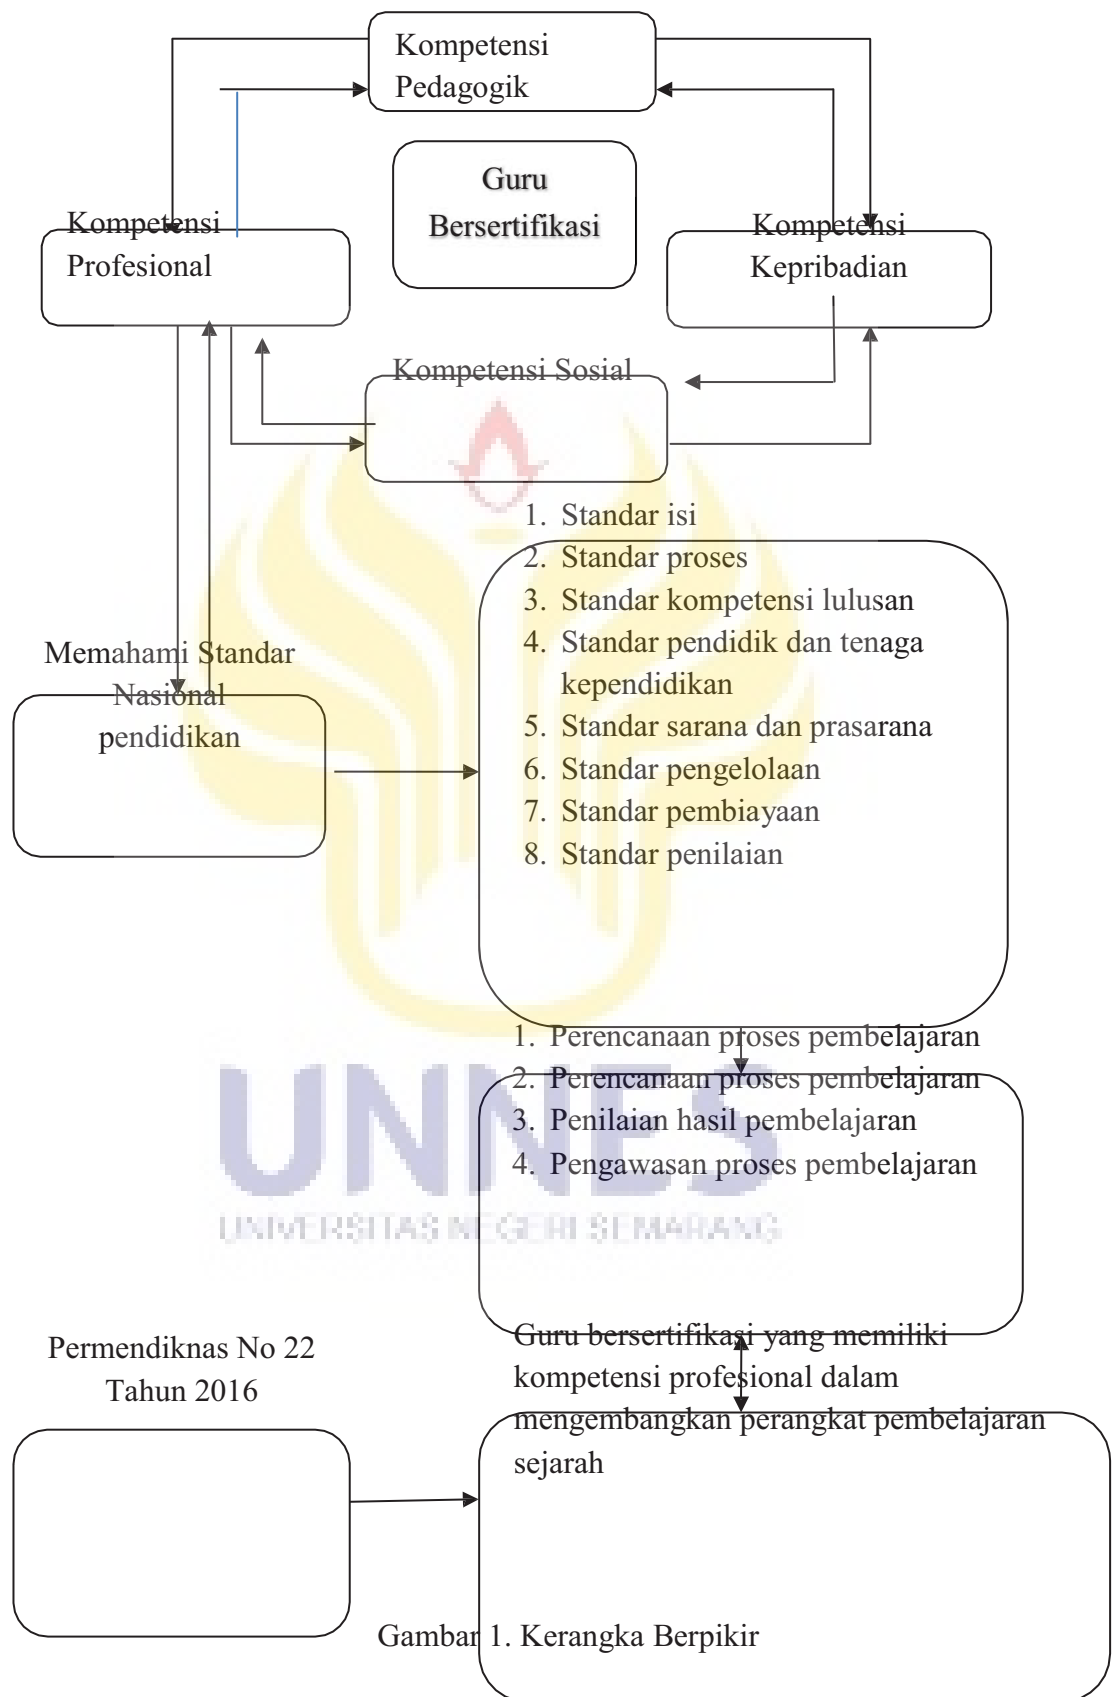 Kompetensi
Pedagogik
Guru
Bersertifikasi
Kompetensi
Profesional
Kompetensi
Kepribadian
Kompetensi Sosial
1. Standar isi
2. Standar proses
3. Standar kompetensi lulusan
4. Standar pendidik dan tenaga
kependidikan
5. Standar sarana dan prasarana
6. Standar pengelolaan
7. Standar pembiayaan
8. Standar penilaian
Memahami Standar
Nasional
pendidikan
1. Perencanaan proses pembelajaran
2. Perencanaan proses pembelajaran
3. Penilaian hasil pembelajaran
4. Pengawasan proses pembelajaran
UNNES
UNIVERSITAS NEGERI SEMARANG
Permendiknas No 22
Tahun 2016
Guru bersertifikasi yang memiliki
kompetensi profesional dalam
mengembangkan perangkat pembelajaran
sejarah
Gambar 1. Kerangka Berpikir